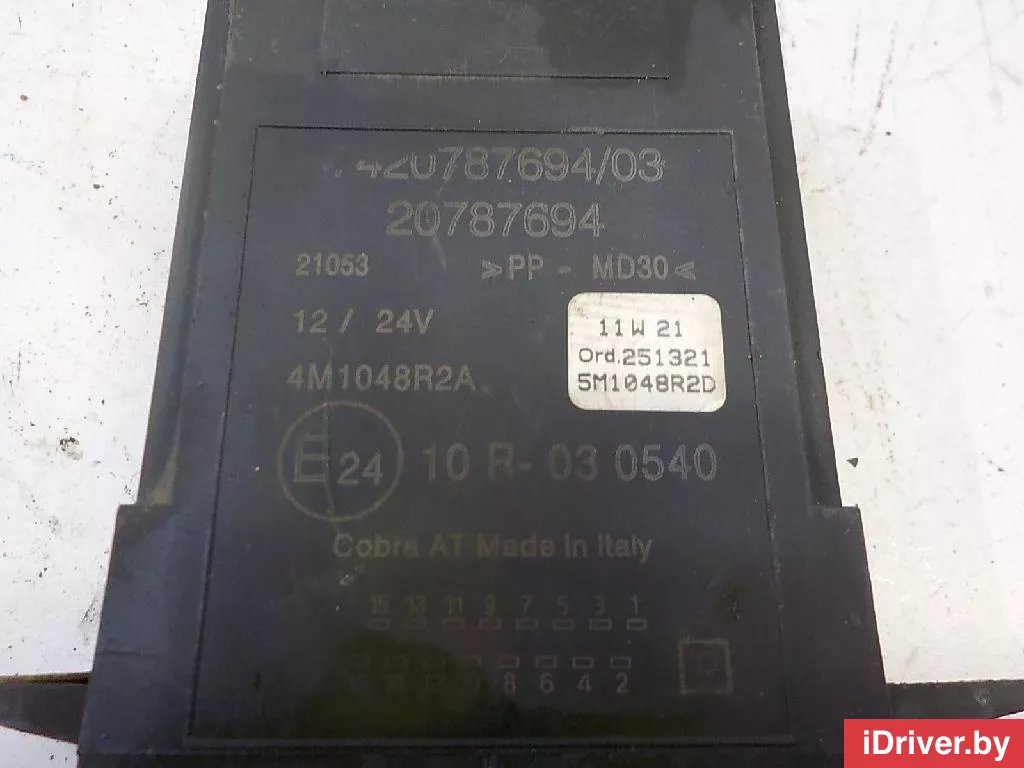 7420787694/03
20787694
21053 >PP - MD30<
12 / 24V
11 W 21
Ord.251321
4M1048R2A
5M1048R2D
E24 10 R- 03 0540
Cobra AT Made In Italy
15 13 11 9 7 5 3 1
8 6 4 2
iDriver.by